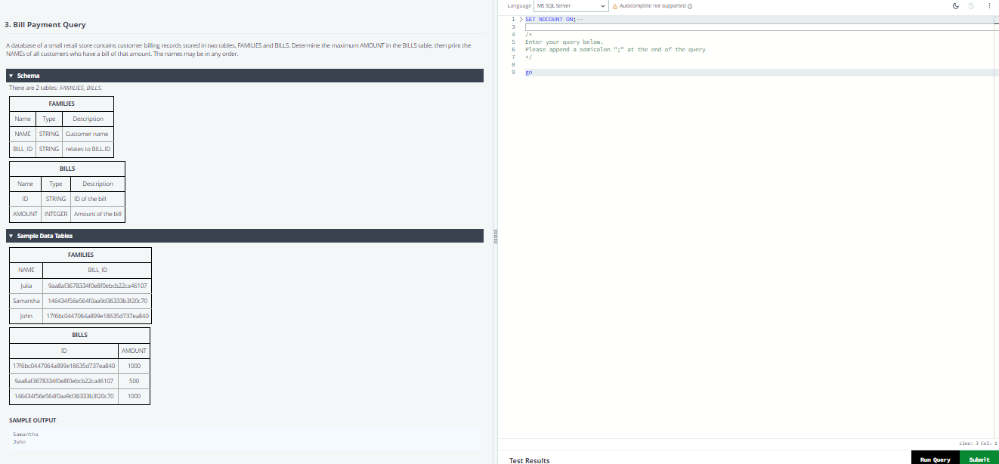 3. Bill Payment Query
A database of a small retail store contains customer billing records stored in two tables, FAMILIES and BILLS. Determine the maximum AMOUNT in the BILLS table, then print the
NAMEs of all customers who have a bill of that amount. The names may be in any order.
▼ Schema
There are 2 tables: FAMILIES, BILLS.
FAMILIES
Name Type Description
NAME STRING Customer name
BILL_ID STRING relates to BILL.ID
BILLS
Name Type Description
ID STRING ID of the bill
AMOUNT INTEGER Amount of the bill
▼ Sample Data Tables
FAMILIES
NAME BILL_ID
Julia 9aa8af3678334f0e8f0ebcb22ca46107
Samantha 146434f56e564f0aa9d36333b3f20c70
John 17f6bc0447064a899e18635d737ea840
BILLS
ID AMOUNT
17f6bc0447064a899e18635d737ea840 1000
9aa8af3678334f0e8f0ebcb22ca46107 500
146434f56e564f0aa9d36333b3f20c70 1000
SAMPLE OUTPUT
Samantha
John
Language MS SQL Server Autocomplete not supported
1 SET NOCOUNT ON;
3
4 /*
5 Enter your query below.
6 Please append a semicolon ";" at the end of the query
7 */
8
9 go
Line: 3 Col: 1
Test Results Run Query Submit